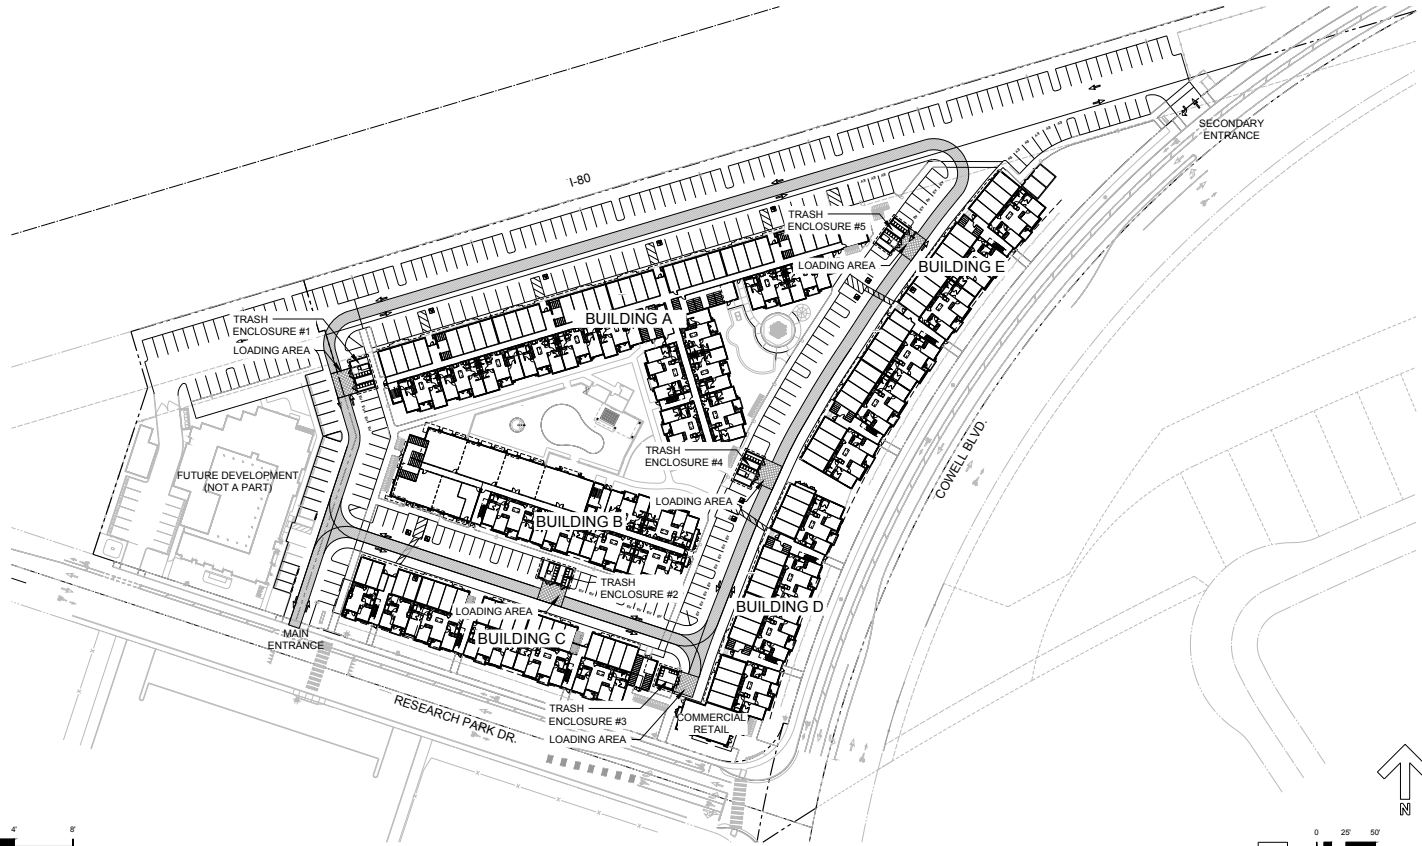 SECONDARY
ENTRANCE
I-80
TRASH
ENCLOSURE #5
LOADING AREA
BUILDING E
TRASH
ENCLOSURE #1
LOADING AREA
BUILDING A
TRASH
ENCLOSURE #4
LOADING AREA
COWELL BLVD.
FUTURE DEVELOPMENT
(NOT A PART)
BUILDING B
TRASH
ENCLOSURE #2
LOADING AREA
BUILDING D
MAIN
ENTRANCE
BUILDING C
RESEARCH PARK DR.
TRASH
ENCLOSURE #3
LOADING AREA
COMMERCIAL
RETAIL
N
4' 8'
0 25' 50'